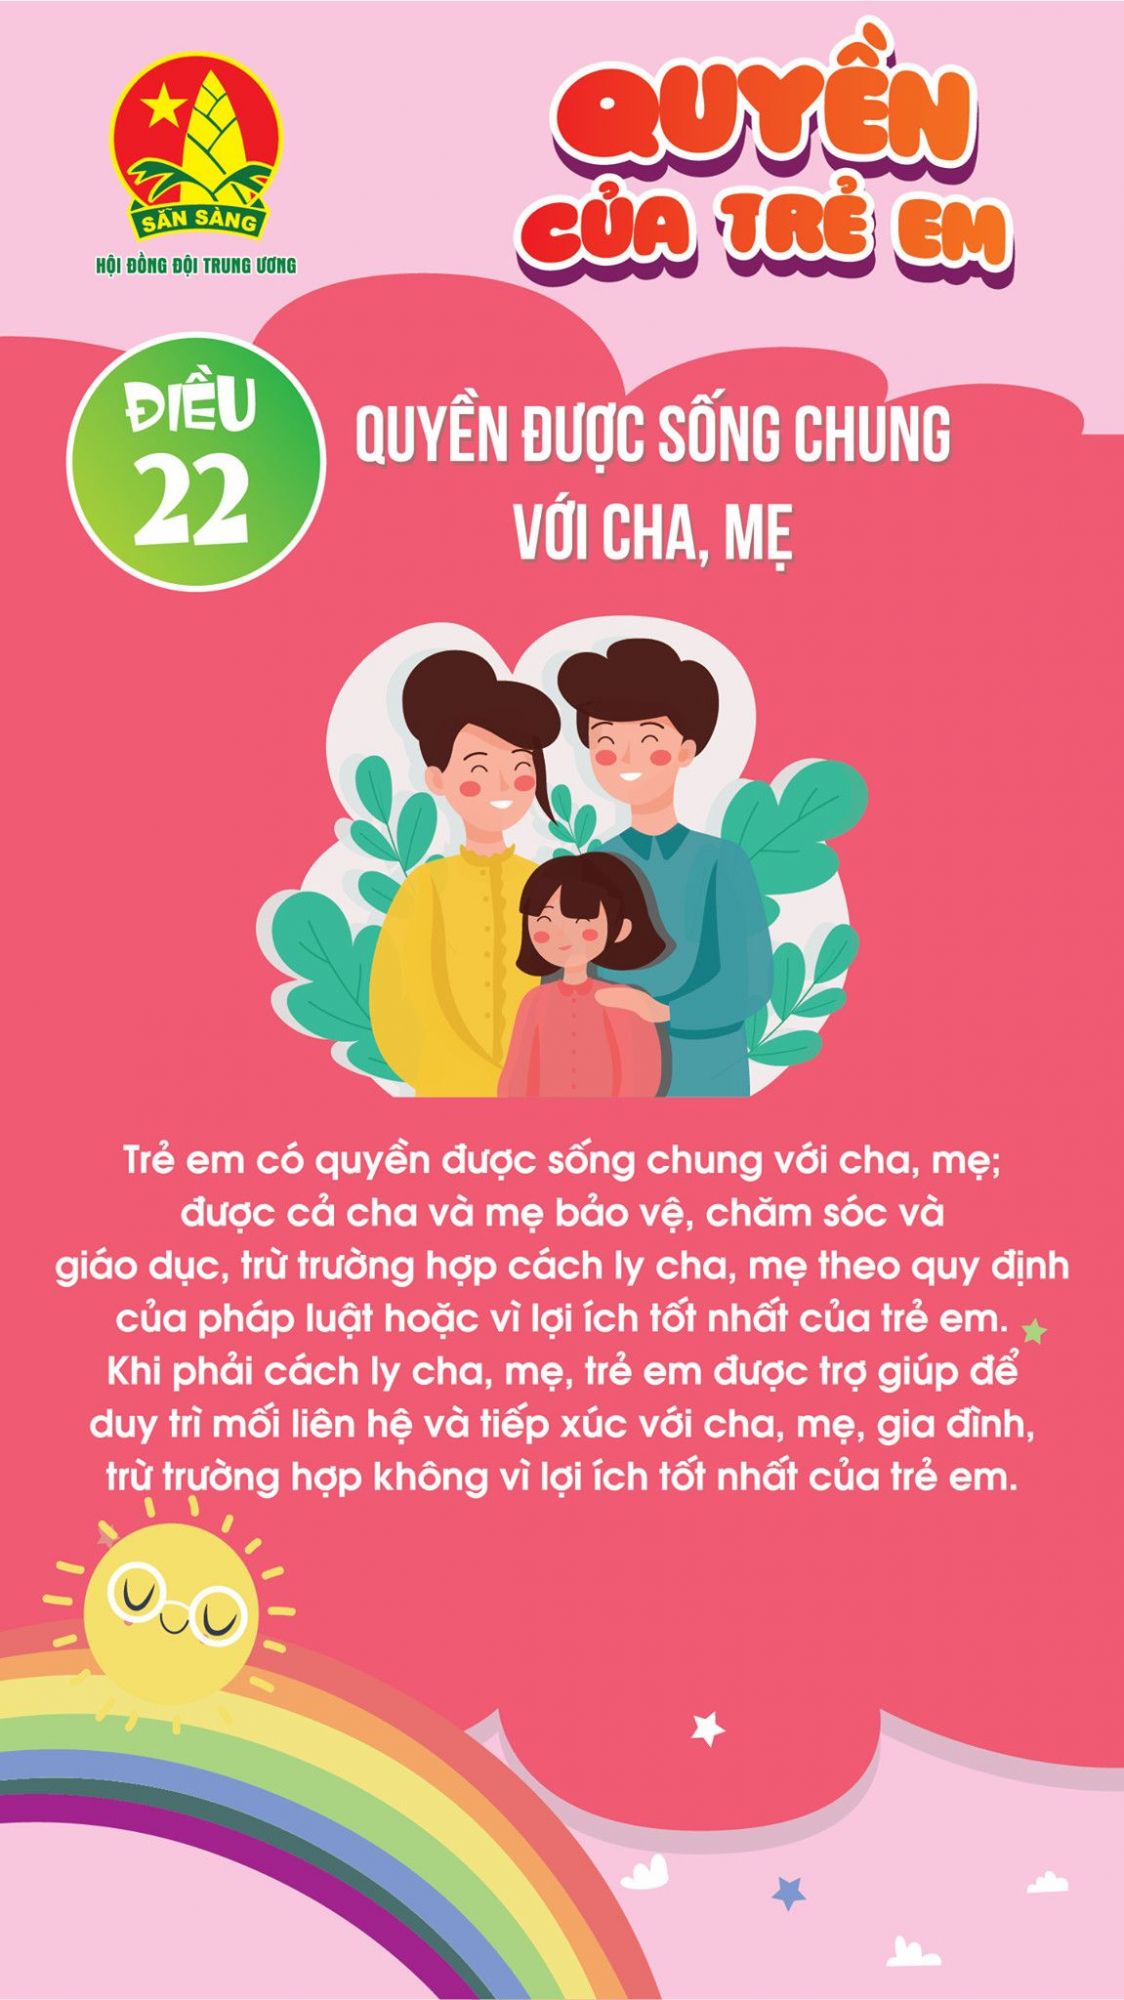 SẴN SÀNG
HỘI ĐỒNG ĐỘI TRUNG ƯƠNG
QUYỀN
CỦA TRẺ EM
ĐIỀU
22
QUYỀN ĐƯỢC SỐNG CHUNG
VỚI CHA, MẸ
Trẻ em có quyền được sống chung với cha, mẹ;
được cả cha và mẹ bảo vệ, chăm sóc và
giáo dục, trừ trường hợp cách ly cha, mẹ theo quy định
của pháp luật hoặc vì lợi ích tốt nhất của trẻ em.
Khi phải cách ly cha, mẹ, trẻ em được trợ giúp để
duy trì mối liên hệ và tiếp xúc với cha, mẹ, gia đình,
trừ trường hợp không vì lợi ích tốt nhất của trẻ em.